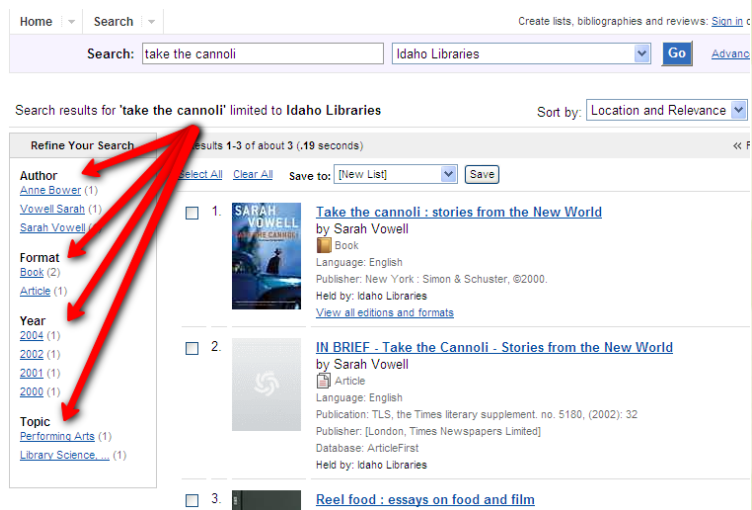 Home Search Create lists, bibliographies and reviews: Sign in
Search: take the cannoli Idaho Libraries Go Advanc
Search results for 'take the cannoli' limited to Idaho Libraries Sort by: Location and Relevance
Refine Your Search
Results 1-3 of about 3 (.19 seconds) «
Select All Clear All Save to: [New List] Save
Author
Anne Bower (1)
Vowell Sarah (1)
Sarah Vowell
Format
Book (2)
Article (1)
Year
2004 (1)
2002 (1)
2001 (1)
2000 (1)
Topic
Performing Arts (1)
Library Science, ... (1)
1.
SARAH
VOWELL
TAKE THE CANNOLI
Take the cannoli : stories from the New World
by Sarah Vowell
Book
Language: English
Publisher: New York : Simon & Schuster, ©2000.
Held by: Idaho Libraries
View all editions and formats
2.
IN BRIEF - Take the Cannoli - Stories from the New World
by Sarah Vowell
Article
Language: English
Publication: TLS, the Times literary supplement. no. 5180, (2002): 32
Publisher: [London, Times Newspapers Limited]
Database: ArticleFirst
Held by: Idaho Libraries
3.
Reel food : essays on food and film